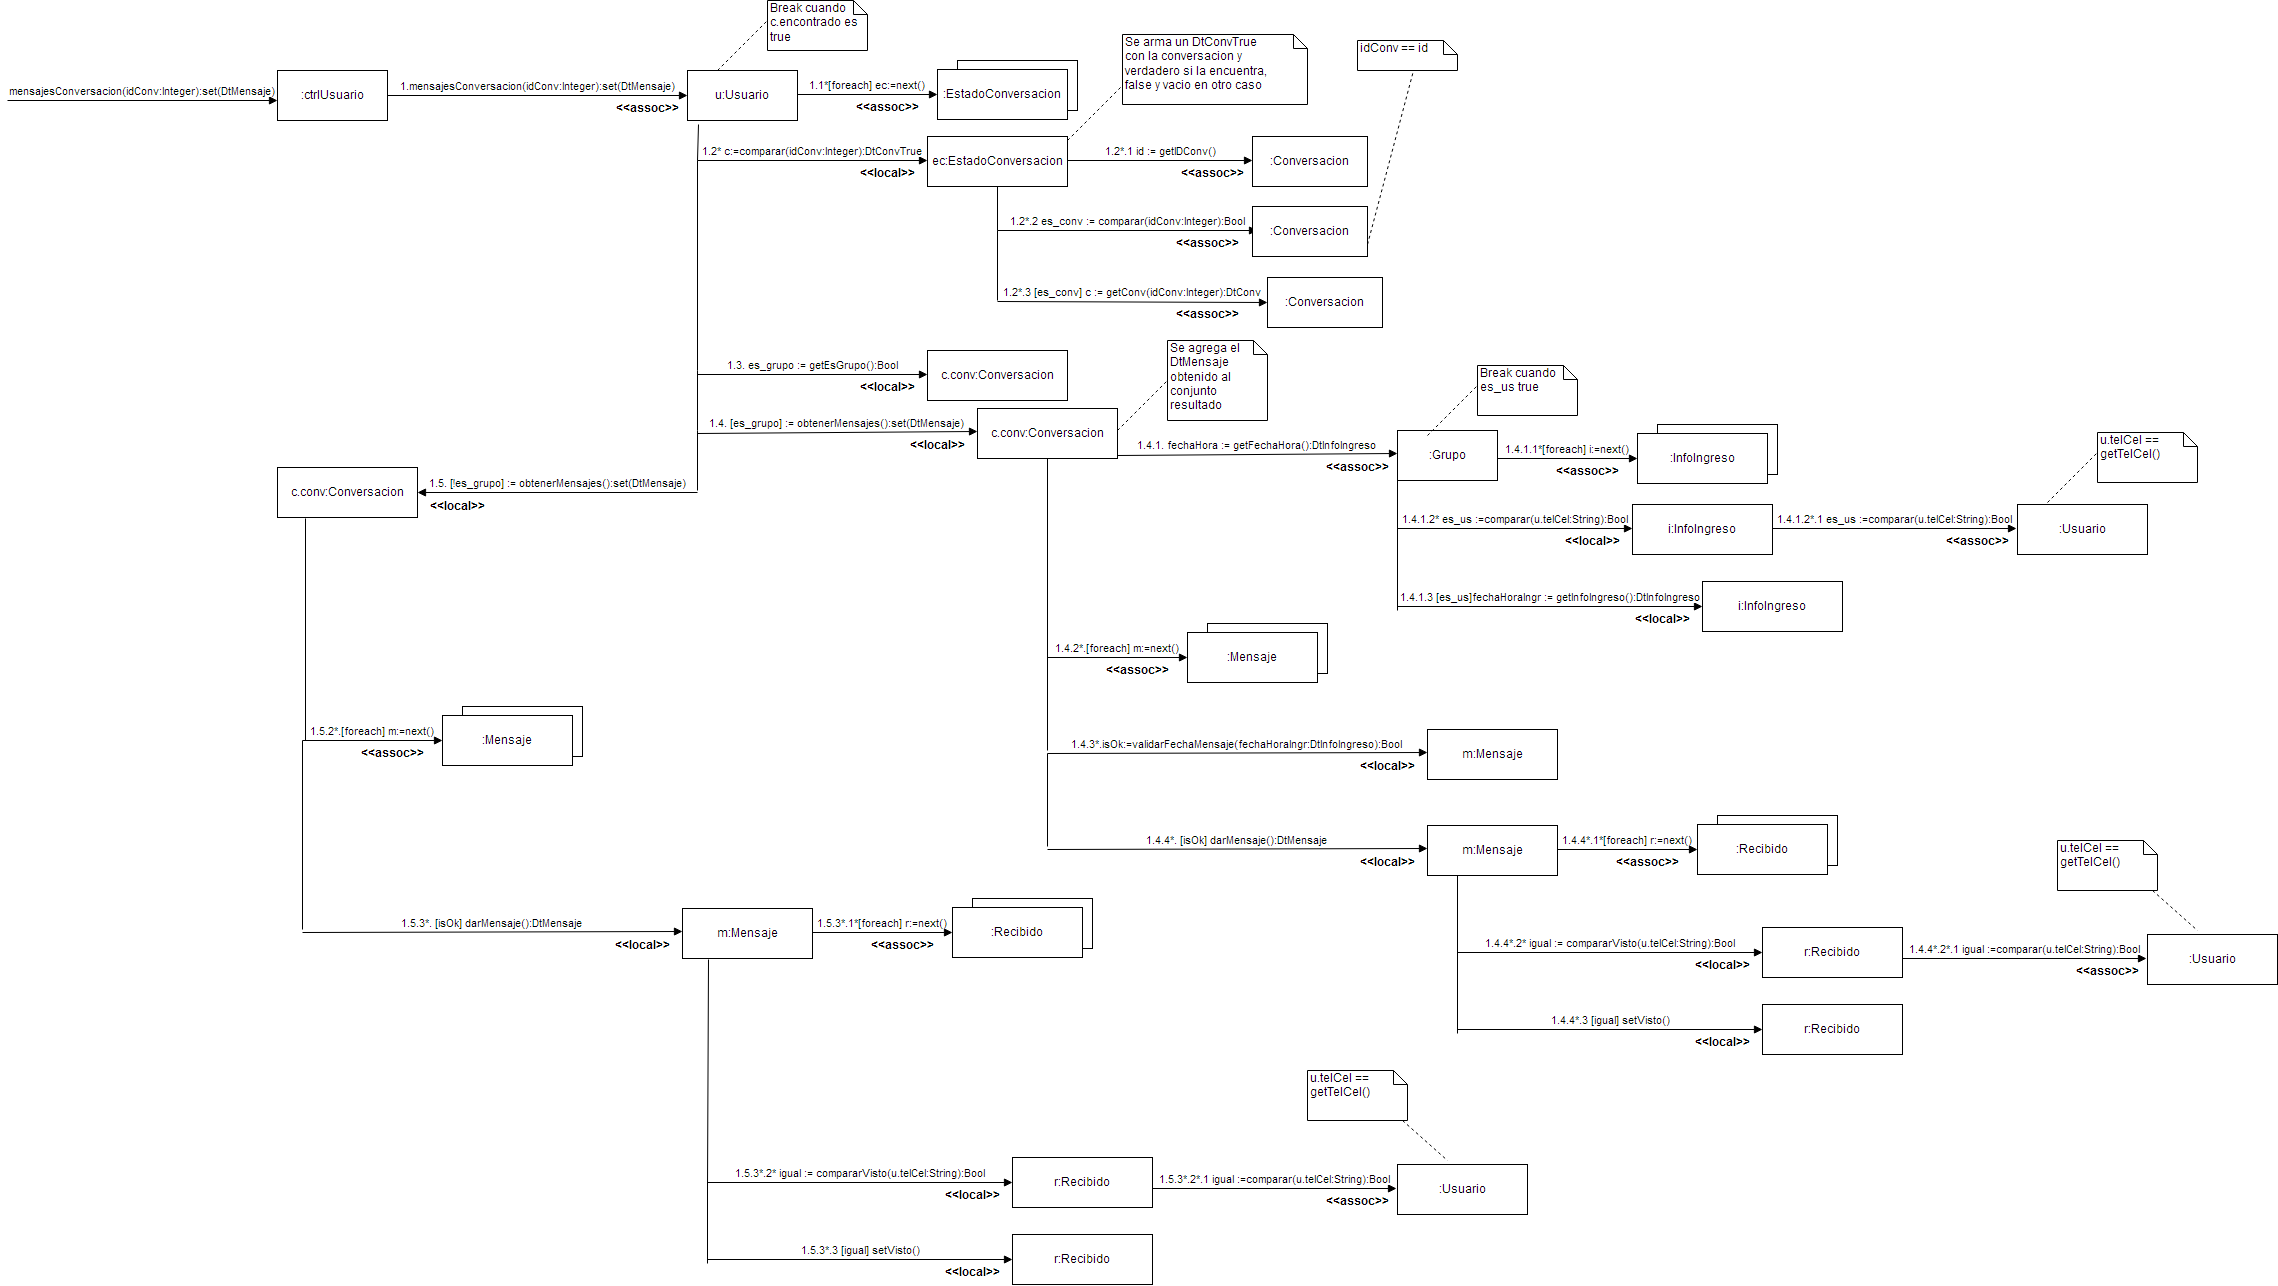 Break cuando
c.encontrado es
true
Se arma un DtConvTrue
con la conversacion y
verdadero si la encuentra,
false y vacio en otro caso
idConv == id
mensajesConversacion(idConv:Integer):set(DtMensaje)
:ctrlUsuario
1.mensajesConversacion(idConv:Integer):set(DtMensaje)
<<assoc>>
u:Usuario
1.1*[foreach] ec:=next()
<<assoc>>
:EstadoConversacion
1.2* c:=comparar(idConv:Integer):DtConvTrue
<<local>>
ec:EstadoConversacion
1.2*.1 id := getIDConv()
<<assoc>>
:Conversacion
1.2*.2 es_conv := comparar(idConv:Integer):Bool
<<assoc>>
:Conversacion
1.2*.3 [es_conv] c := getConv(idConv:Integer):DtConv
<<assoc>>
:Conversacion
1.3. es_grupo := getEsGrupo():Bool
<<local>>
c.conv:Conversacion
Se agrega el
DtMensaje
obtenido al
conjunto
resultado
Break cuando
es_us true
1.4. [es_grupo] := obtenerMensajes():set(DtMensaje)
<<local>>
c.conv:Conversacion
1.4.1. fechaHora := getFechaHora():DtInfoIngreso
<<assoc>>
:Grupo
1.4.1.1*[foreach] i:=next()
<<assoc>>
:InfoIngreso
u.telCel ==
getTelCel()
c.conv:Conversacion
1.5. [!es_grupo] := obtenerMensajes():set(DtMensaje)
<<local>>
1.4.1.2* es_us :=comparar(u.telCel:String):Bool
<<local>>
i:InfoIngreso
1.4.1.2*.1 es_us :=comparar(u.telCel:String):Bool
<<assoc>>
:Usuario
1.4.1.3 [es_us]fechaHoraIngr := getInfoIngreso():DtInfoIngreso
<<local>>
i:InfoIngreso
1.4.2*.[foreach] m:=next()
<<assoc>>
:Mensaje
1.5.2*.[foreach] m:=next()
<<assoc>>
:Mensaje
1.4.3*.isOk:=validarFechaMensaje(fechaHoraIngr:DtInfoIngreso):Bool
<<local>>
m:Mensaje
1.4.4*. [isOk] darMensaje():DtMensaje
<<local>>
m:Mensaje
1.4.4*.1*[foreach] r:=next()
<<assoc>>
:Recibido
u.telCel ==
getTelCel()
1.5.3*. [isOk] darMensaje():DtMensaje
<<local>>
m:Mensaje
1.5.3*.1*[foreach] r:=next()
<<assoc>>
:Recibido
1.4.4*.2* igual := compararVisto(u.telCel:String):Bool
<<local>>
r:Recibido
1.4.4*.2*.1 igual :=comparar(u.telCel:String):Bool
<<assoc>>
:Usuario
1.4.4*.3 [igual] setVisto()
<<local>>
r:Recibido
u.telCel ==
getTelCel()
1.5.3*.2* igual := compararVisto(u.telCel:String):Bool
<<local>>
r:Recibido
1.5.3*.2*.1 igual :=comparar(u.telCel:String):Bool
<<assoc>>
:Usuario
1.5.3*.3 [igual] setVisto()
<<local>>
r:Recibido